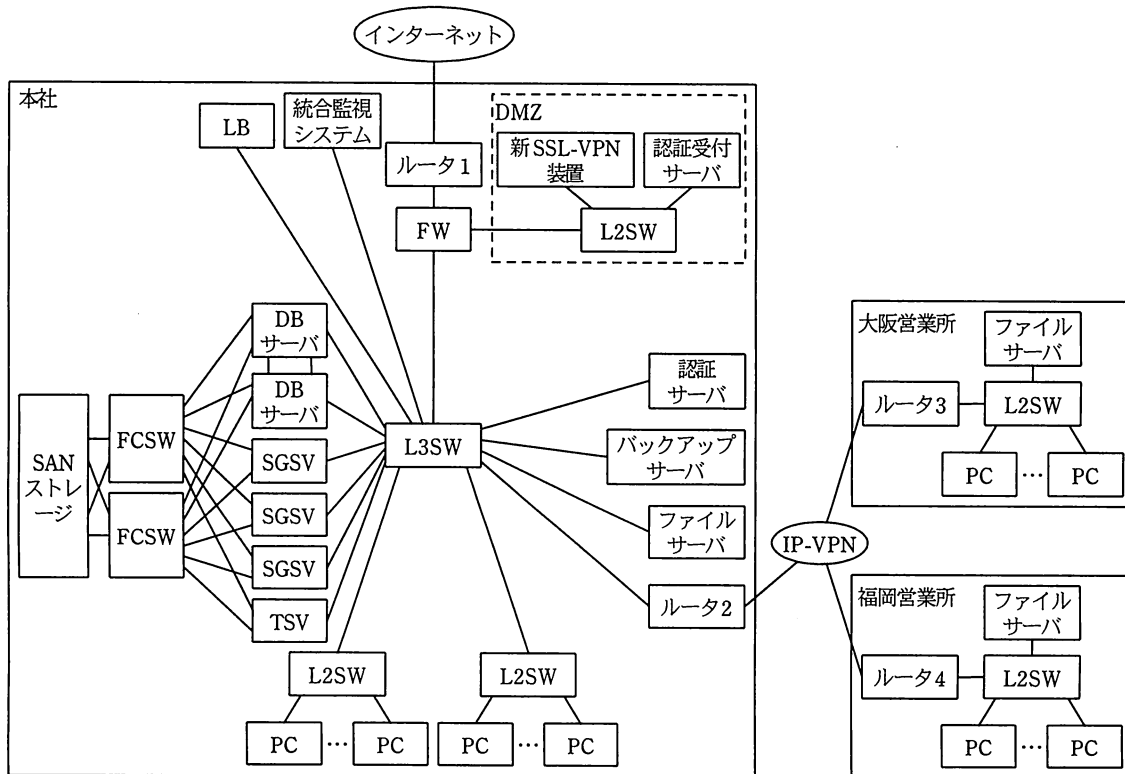 インターネット
本社
LB
統合監視
システム
ルータ1
FW
DMZ
新SSL-VPN
装置
認証受付
サーバ
L2SW
DB
サーバ
DB
サーバ
SAN
ストレ
ージ
FCSW
FCSW
SGSV
SGSV
SGSV
TSV
L3SW
認証
サーバ
バックアップ
サーバ
ファイル
サーバ
ルータ2
L2SW
PC
…
PC
L2SW
PC
…
PC
IP-VPN
大阪営業所
ファイル
サーバ
ルータ3
L2SW
PC
…
PC
福岡営業所
ファイル
サーバ
ルータ4
L2SW
PC
…
PC